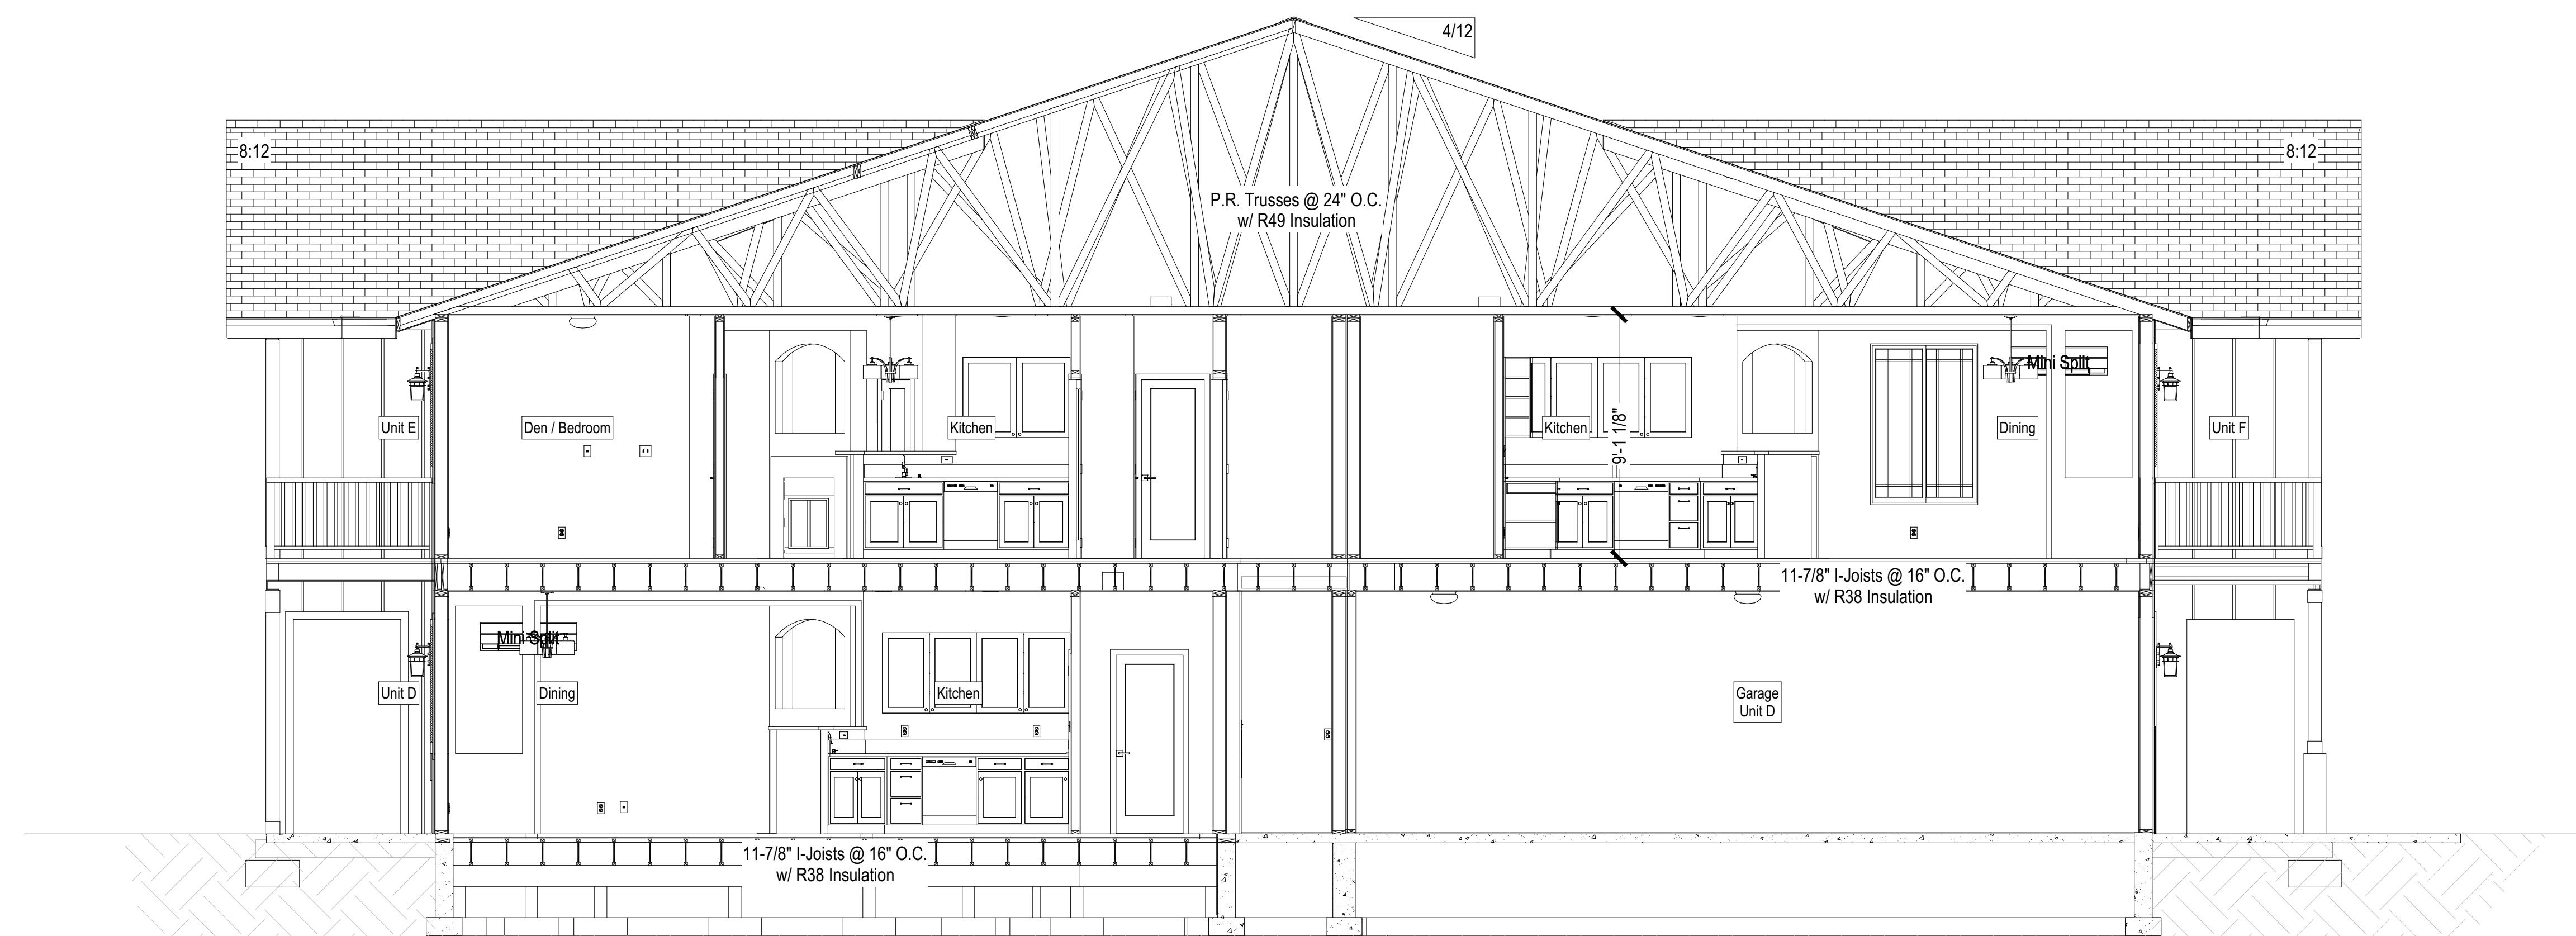 4/12
8:12
8:12
P.R. Trusses @ 24" O.C.
w/ R49 Insulation
Mini Split
Unit E
Den / Bedroom
Kitchen
Kitchen
9'-1 1/8"
Dining
Unit F
11-7/8" I-Joists @ 16" O.C.
w/ R38 Insulation
Mini Split
Unit D
Dining
Kitchen
Garage
Unit D
11-7/8" I-Joists @ 16" O.C.
w/ R38 Insulation